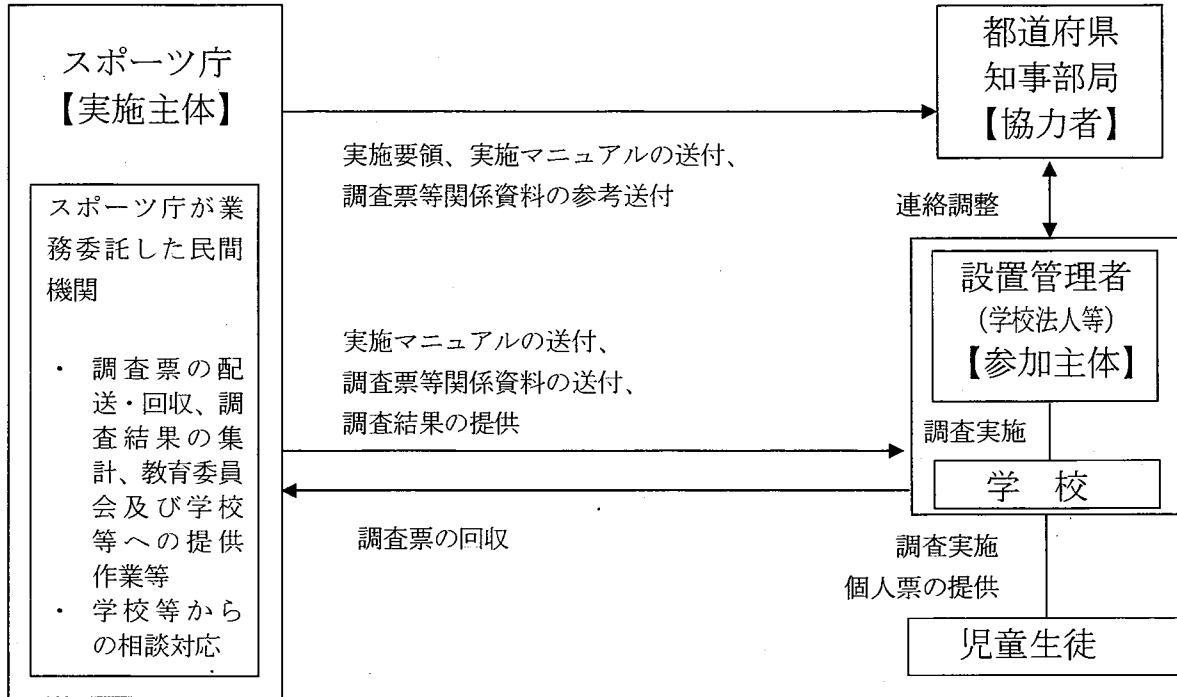 スポーツ庁
【実施主体】
スポーツ庁が業
務委託した民間
機関
・ 調査票の配
送・回収、調
査結果の集
計、教育委員
会及び学校
等への提供
作業等
・ 学校等から
の相談対応
実施要領、実施マニュアルの送付、
調査票等関係資料の参考送付
実施マニュアルの送付、
調査票等関係資料の送付、
調査結果の提供
調査票の回収
都道府県
知事部局
【協力者】
連絡調整
設置管理者
(学校法人等)
【参加主体】
調査実施
学 校
調査実施
個人票の提供
児童生徒